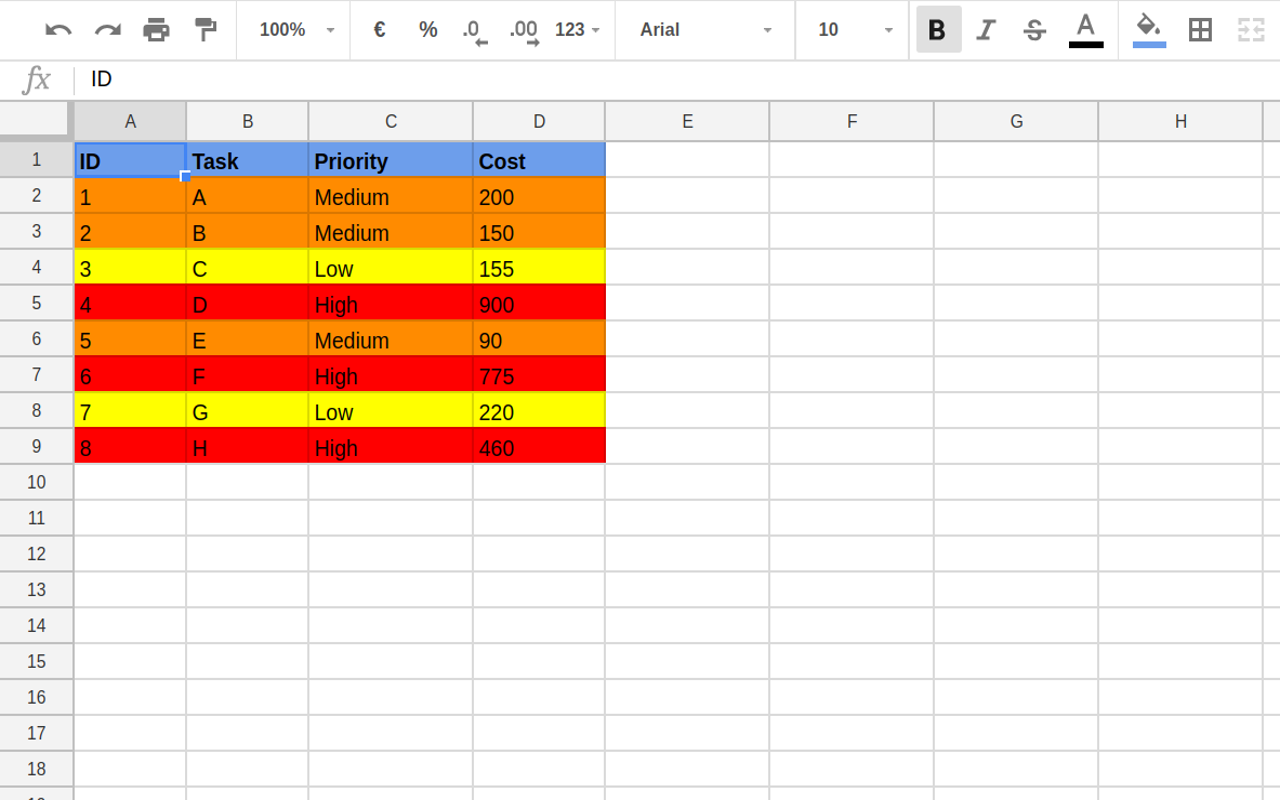 100% € % .0 .00 123 Arial 10 B I S A
fx ID
A B C D E F G H
1 ID Task Priority Cost
2 1 A Medium 200
3 2 B Medium 150
4 3 C Low 155
5 4 D High 900
6 5 E Medium 90
7 6 F High 775
8 7 G Low 220
9 8 H High 460
10
11
12
13
14
15
16
17
18